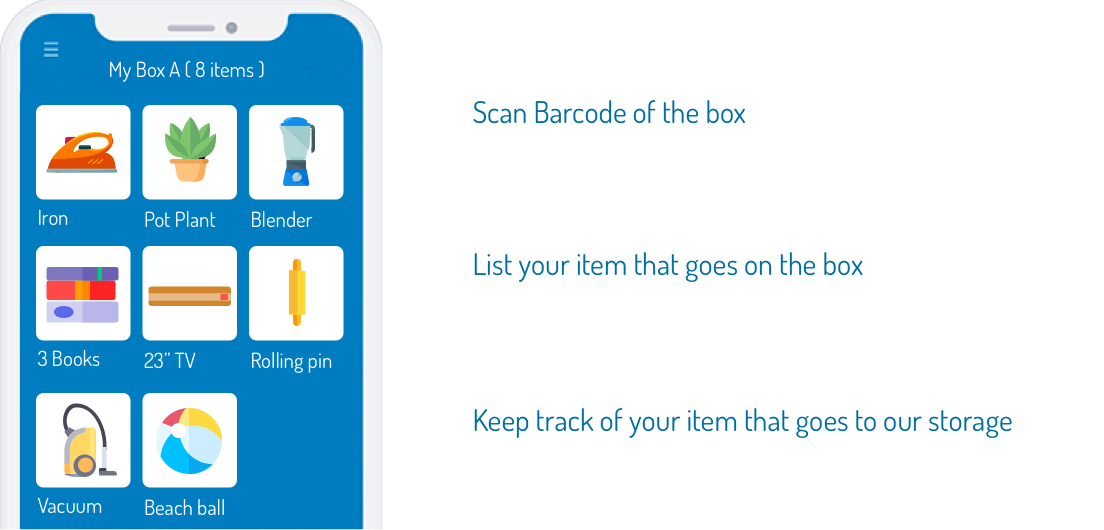 My Box A ( 8 items )
Iron
Pot Plant
Blender
3 Books
23” TV
Rolling pin
Vacuum
Beach ball
Scan Barcode of the box
List your item that goes on the box
Keep track of your item that goes to our storage